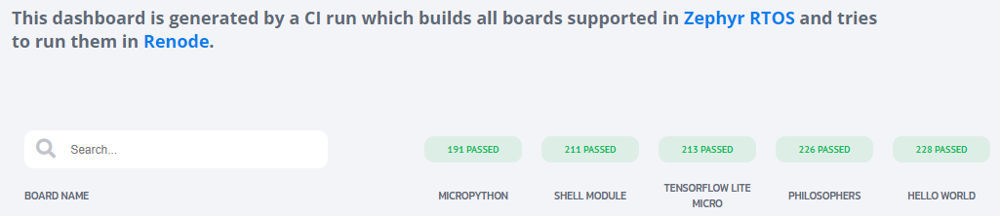 This dashboard is generated by a CI run which builds all boards supported in Zephyr RTOS and tries
to run them in Renode.
Search...
191 PASSED
211 PASSED
213 PASSED
226 PASSED
228 PASSED
BOARD NAME
MICROPYTHON
SHELL MODULE
TENSORFLOW LITE
MICRO
PHILOSOPHERS
HELLO WORLD